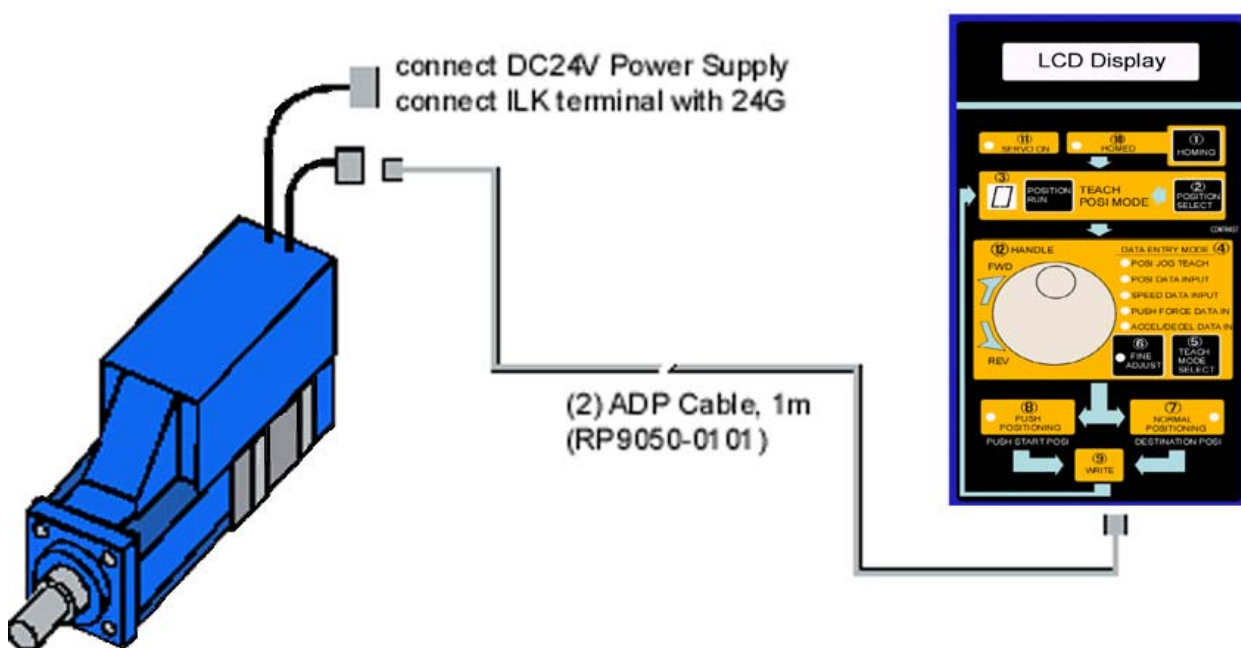 connect DC24V Power Supply
connect ILK terminal with 24G
(2) ADP Cable, 1m
(RP9050-0101)
LCD Display
⑪
SERVO ON
⑩
HOMED
①
HOMING
③
POSITION
RUN
TEACH
POSI MODE
②
POSITION
SELECT
CONTRAST
⑫ HANDLE
FWD
REV
DATA ENTRY MODE ④
POSI JOG TEACH
POSI DATA INPUT
SPEED DATA INPUT
PUSH FORCE DATA IN
ACCEL/DECEL DATA IN
⑥
FINE
ADJUST
⑤
TEACH
MODE
SELECT
⑧
PUSH
POSITIONING
⑦
NORMAL
POSITIONING
PUSH START POSI
DESTINATION POSI
⑨
WRITE